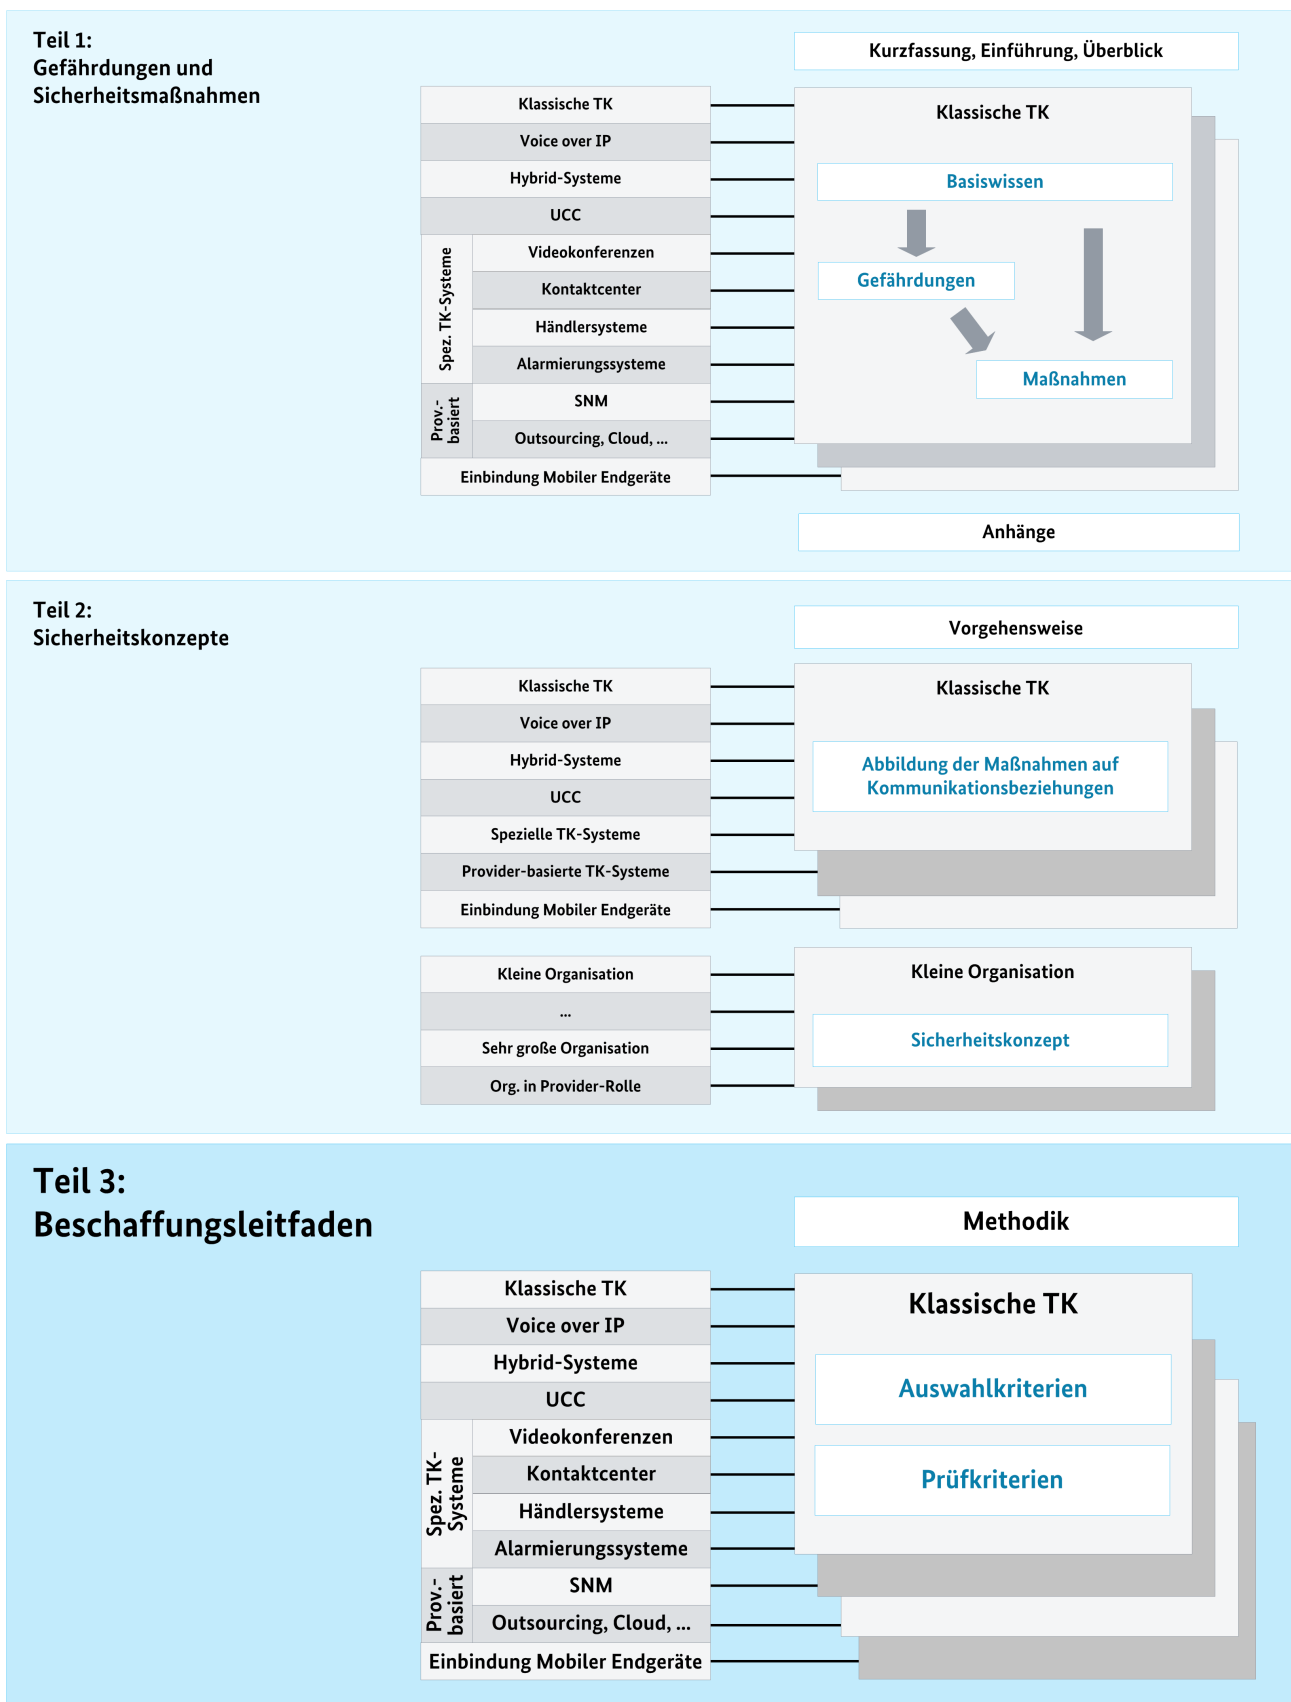 Teil 1:
Gefährdungen und
Sicherheitsmaßnahmen
Kurzfassung, Einführung, Überblick
Klassische TK
Voice over IP
Hybrid-Systeme
UCC
Spez. TK-Systeme
Videokonferenzen
Kontaktcenter
Händlersysteme
Alarmierungssysteme
Prov.-
basiert
SNM
Outsourcing, Cloud, ...
Einbindung Mobiler Endgeräte
Klassische TK
Basiswissen
Gefährdungen
Maßnahmen
Anhänge
Teil 2:
Sicherheitskonzepte
Vorgehensweise
Klassische TK
Voice over IP
Hybrid-Systeme
UCC
Spezielle TK-Systeme
Provider-basierte TK-Systeme
Einbindung Mobiler Endgeräte
Klassische TK
Abbildung der Maßnahmen auf
Kommunikationsbeziehungen
Kleine Organisation
...
Sehr große Organisation
Org. in Provider-Rolle
Kleine Organisation
Sicherheitskonzept
Teil 3:
Beschaffungsleitfaden
Methodik
Klassische TK
Voice over IP
Hybrid-Systeme
UCC
Spez. TK-
Systeme
Videokonferenzen
Kontaktcenter
Händlersysteme
Alarmierungssysteme
Prov.-
basiert
SNM
Outsourcing, Cloud, ...
Einbindung Mobiler Endgeräte
Klassische TK
Auswahlkriterien
Prüfkriterien